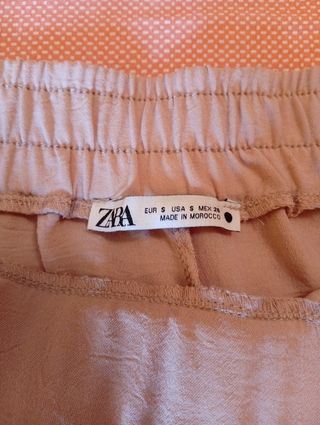 ZARA
EUR S USA S MEX 26
MADE IN MOROCCO